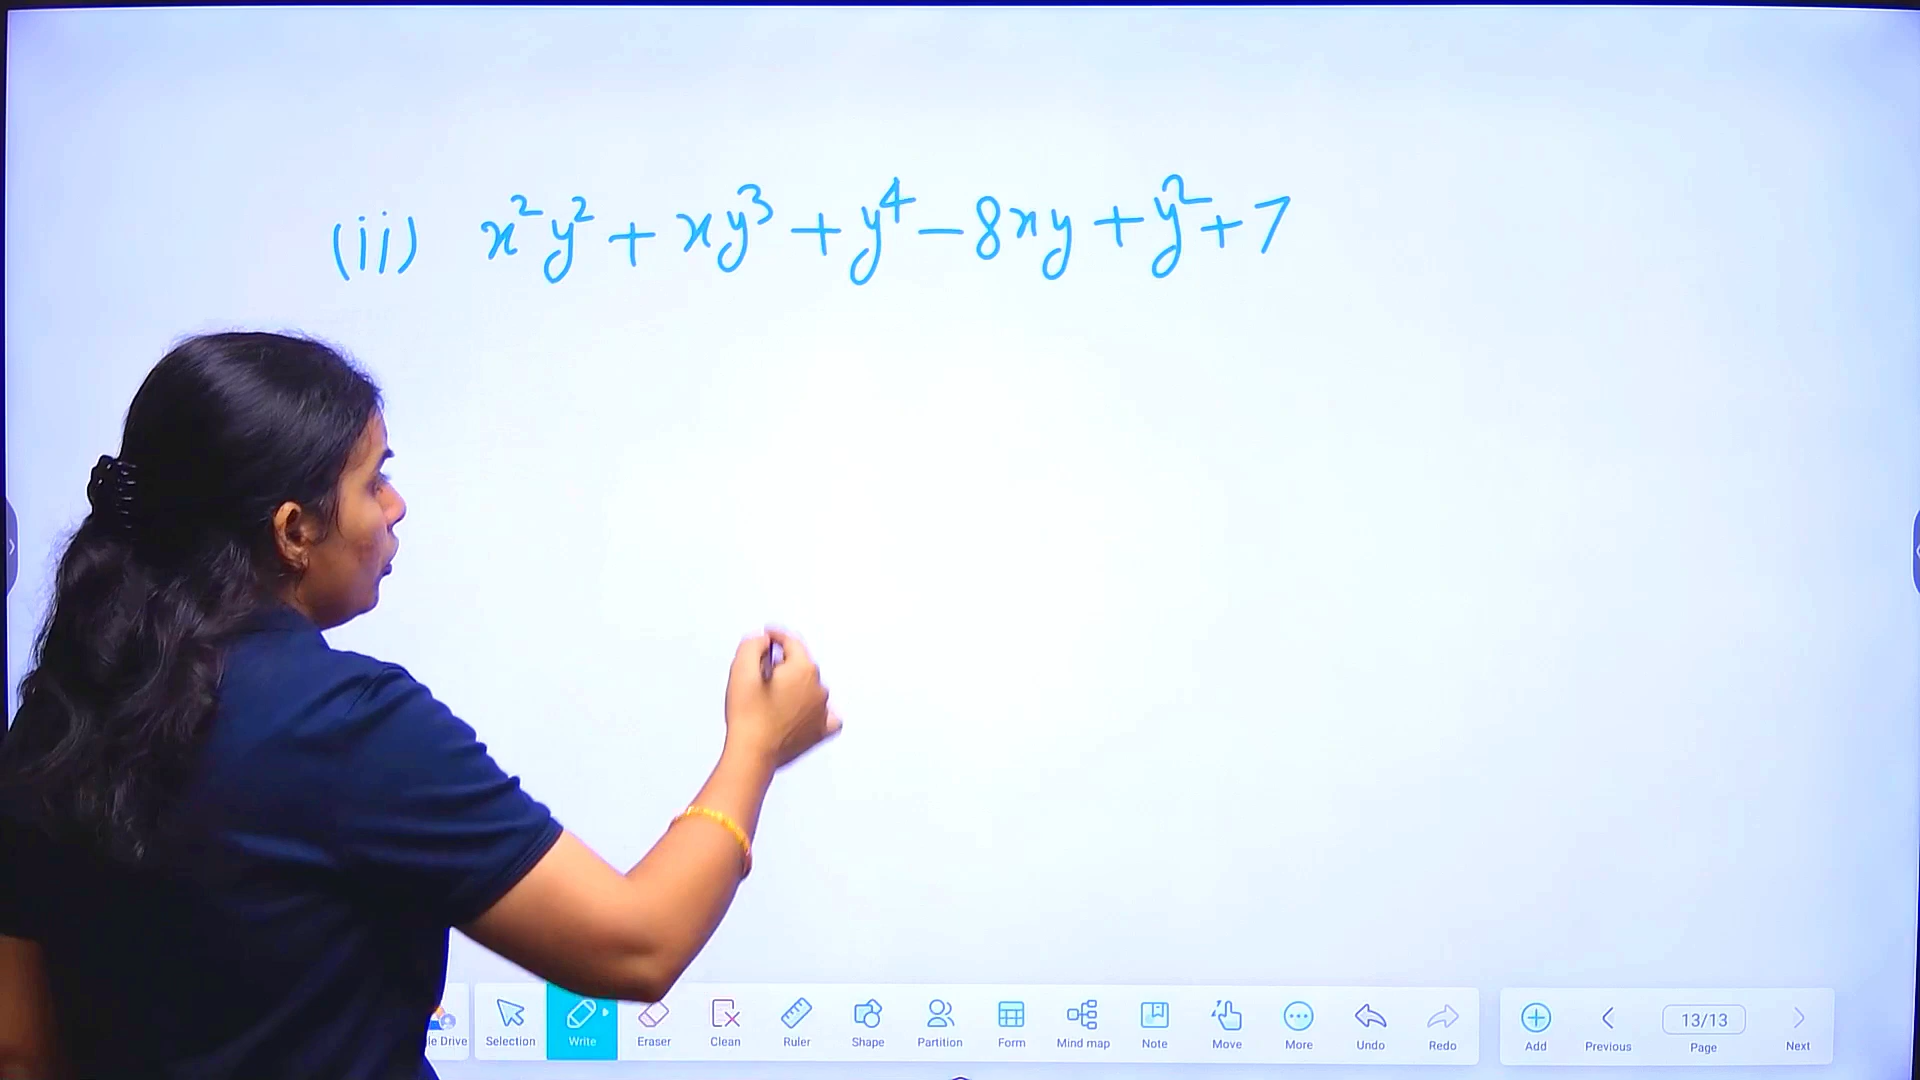 (ii) x²y² + xy³ + y⁴ - 8xy + y² + 7
le Drive Selection Write Eraser Clean Ruler Shape Partition Form Mind map Note Move More Undo Redo Add Previous 13/13 Page Next